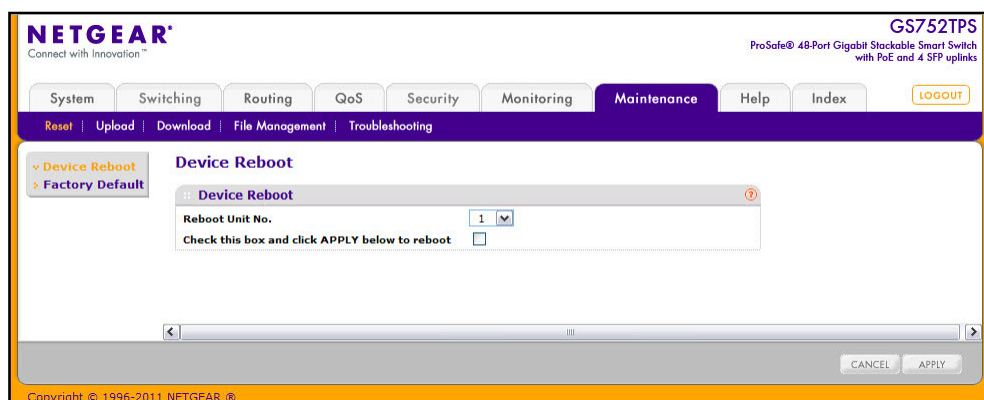 NETGEAR®
Connect with Innovation™
GS752TPS
ProSafe® 48-Port Gigabit Stackable Smart Switch
with PoE and 4 SFP uplinks
System Switching Routing QoS Security Monitoring Maintenance Help Index LOGOUT
Reset | Upload | Download | File Management | Troubleshooting
Device Reboot
Factory Default
Device Reboot
Device Reboot ?
Reboot Unit No. 1
Check this box and click APPLY below to reboot
CANCEL APPLY
Copyright © 1996-2011 NETGEAR ®